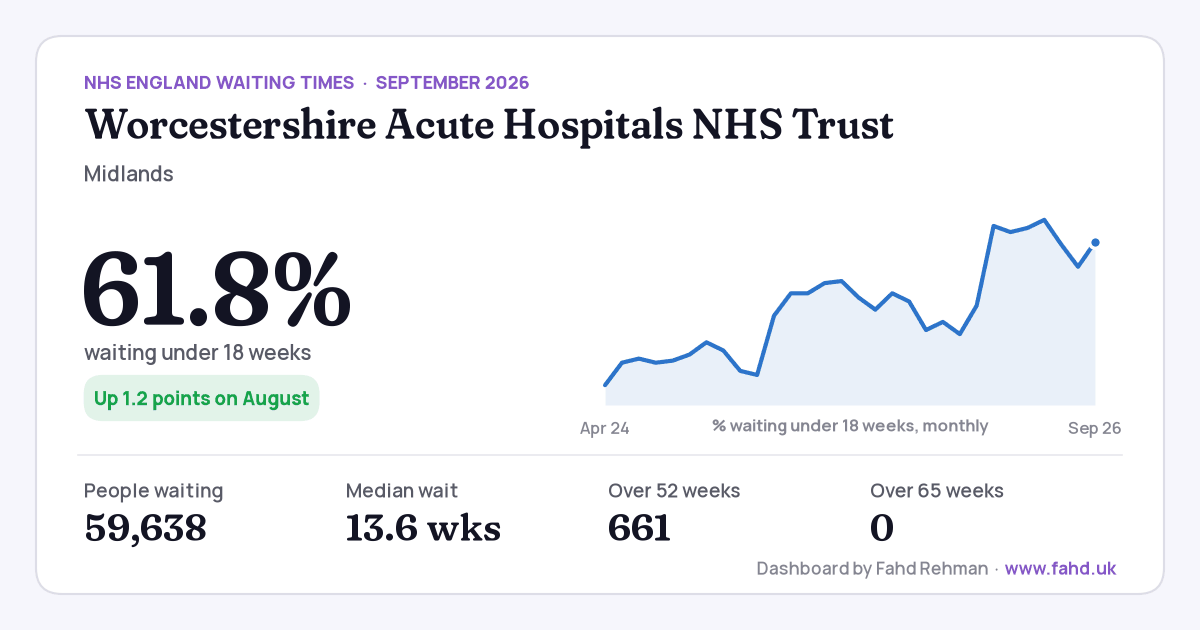 NHS ENGLAND WAITING TIMES · SEPTEMBER 2026
Worcestershire Acute Hospitals NHS Trust
Midlands
61.8%
waiting under 18 weeks
Up 1.2 points on August
Apr 24
% waiting under 18 weeks, monthly
Sep 26
People waiting
59,638
Median wait
13.6 wks
Over 52 weeks
661
Over 65 weeks
0
Dashboard by Fahd Rehman · www.fahd.uk